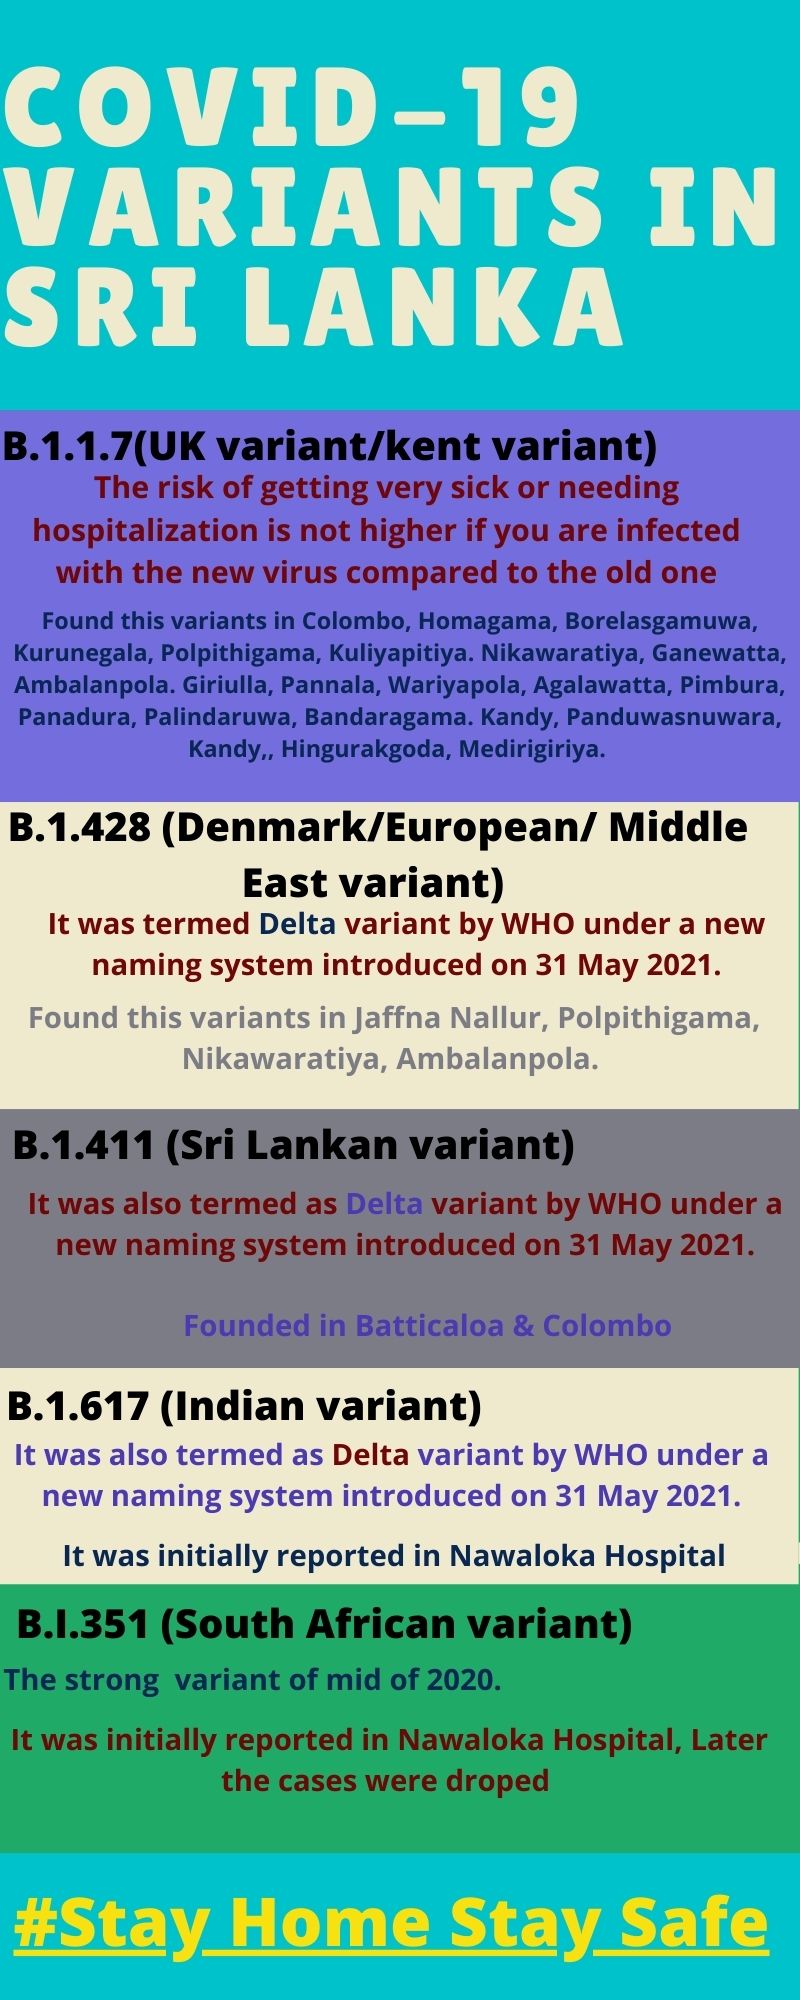 COVID-19
VARIANTS IN
SRI LANKA
B.1.1.7(UK variant/kent variant)
The risk of getting very sick or needing
hospitalization is not higher if you are infected
with the new virus compared to the old one
Found this variants in Colombo, Homagama, Borelasgamuwa,
Kurunegala, Polpithigama, Kuliyapitiya. Nikawaratiya, Ganewatta,
Ambalanpola. Giriulla, Pannala, Wariyapola, Agalawatta, Pimbura,
Panadura, Palindaruwa, Bandaragama. Kandy, Panduwasnuwara,
Kandy,, Hingurakgoda, Medirigiriya.
B.1.428 (Denmark/European/ Middle
East variant)
It was termed Delta variant by WHO under a new
naming system introduced on 31 May 2021.
Found this variants in Jaffna Nallur, Polpithigama,
Nikawaratiya, Ambalanpola.
B.1.411 (Sri Lankan variant)
It was also termed as Delta variant by WHO under a
new naming system introduced on 31 May 2021.
Founded in Batticaloa & Colombo
B.1.617 (Indian variant)
It was also termed as Delta variant by WHO under a
new naming system introduced on 31 May 2021.
It was initially reported in Nawaloka Hospital
B.I.351 (South African variant)
The strong  variant of mid of 2020.
It was initially reported in Nawaloka Hospital, Later
the cases were droped
#Stay Home Stay Safe